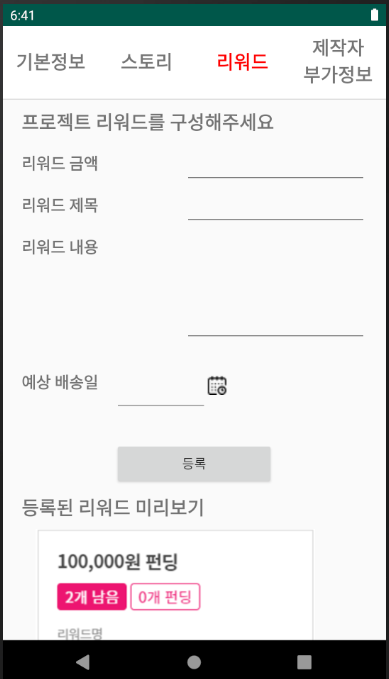 6:41
기본정보 스토리 리워드 제작자
부가정보
프로젝트 리워드를 구성해주세요
리워드 금액
리워드 제목
리워드 내용
예상 배송일
등록
등록된 리워드 미리보기
100,000원 펀딩
2개 남음 0개 펀딩
리워드명